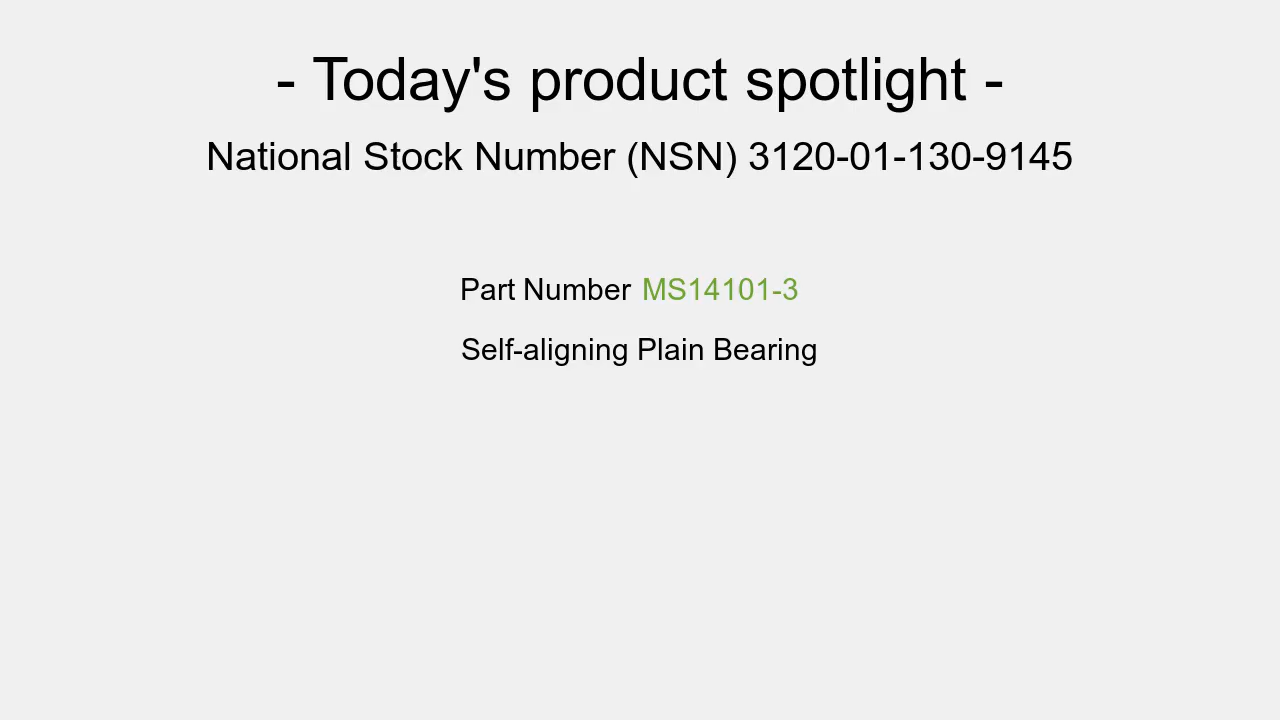 - Today's product spotlight -
National Stock Number (NSN) 3120-01-130-9145
Part Number MS14101-3
Self-aligning Plain Bearing